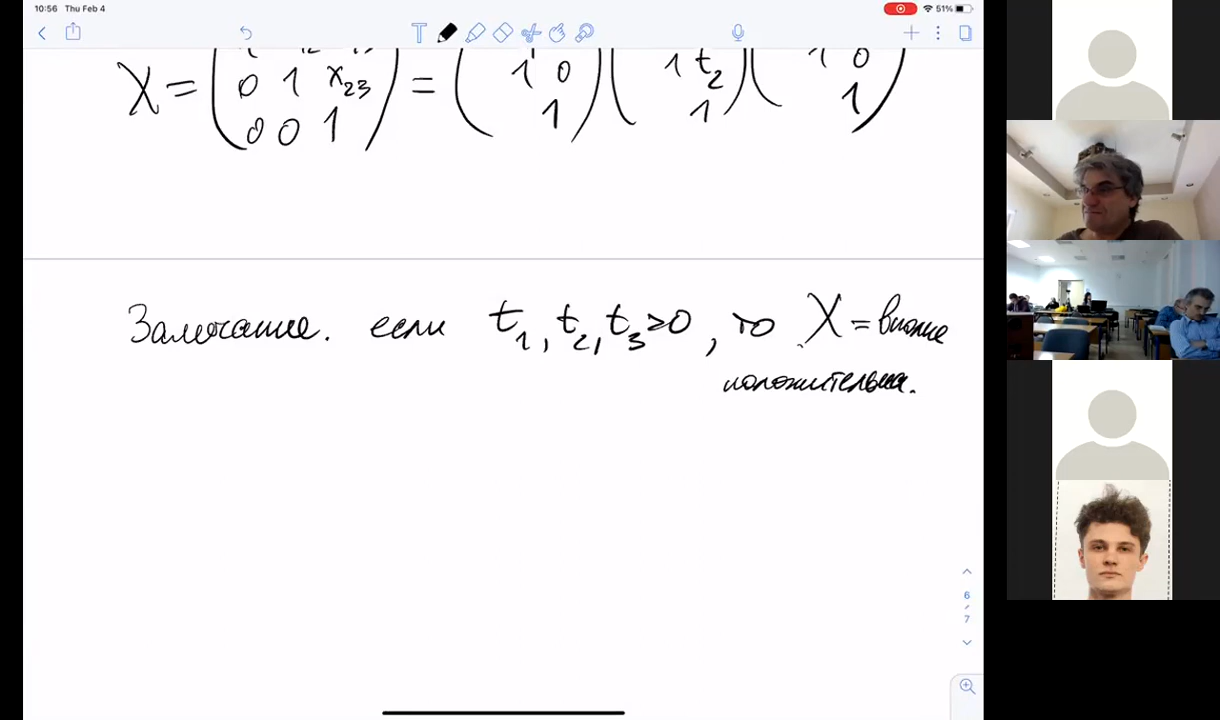 10:56 Thu Feb 4
51%
X = ( 0 1 x₂₃ = ( 1 0 ) ( 1 t₂ ) ( 1 0 )
0 0 1 ) 1 1 1
Замечание. если t₁, t₂, t₃ >0, то X = вполне
положительна.
6
7